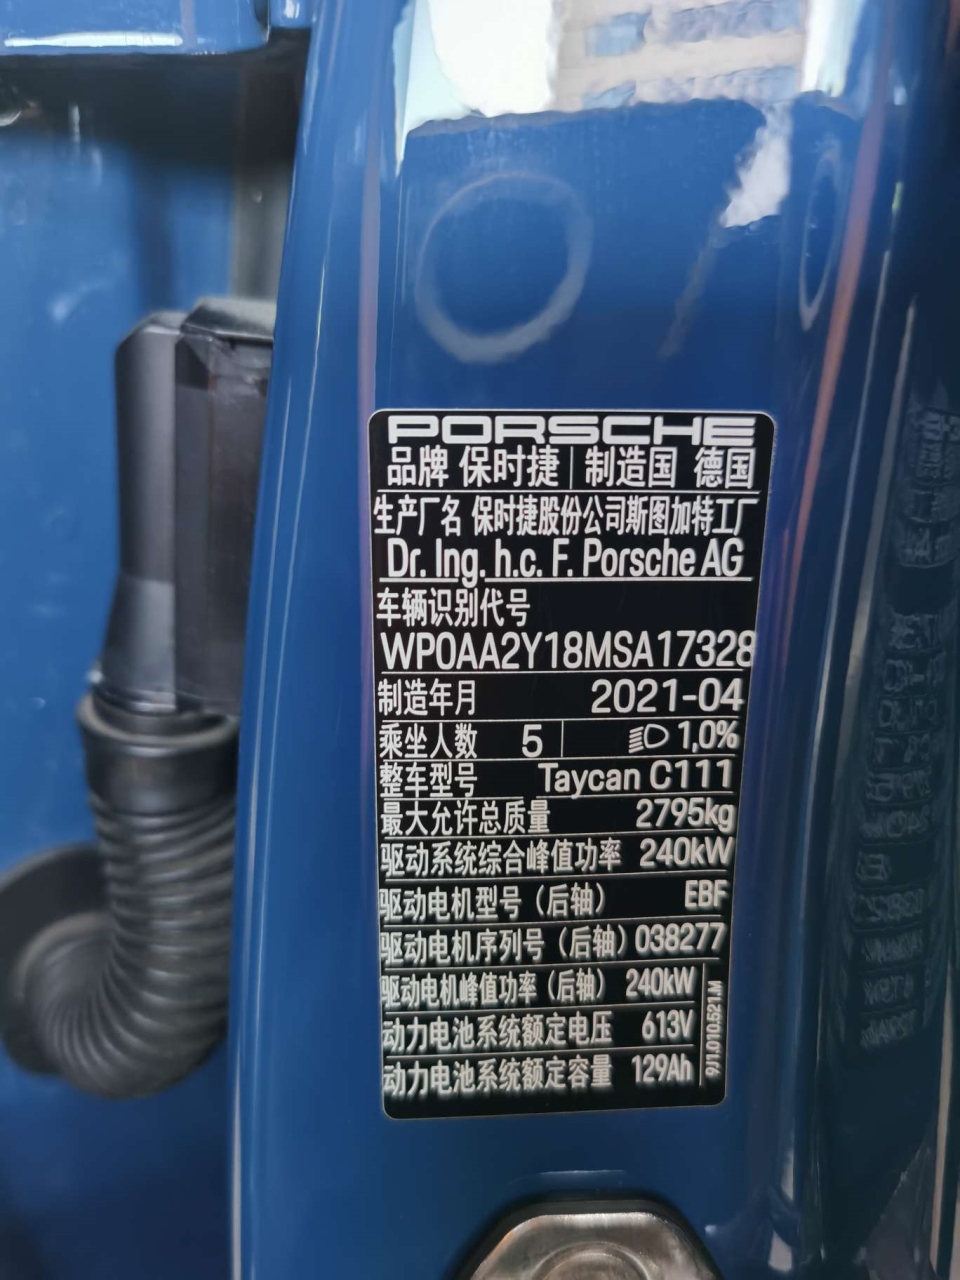 PORSCHE
品牌 保时捷 | 制造国 德国
生产厂名 保时捷股份公司斯图加特工厂
Dr. Ing. h.c. F. Porsche AG
车辆识别代号
WP0AA2Y18MSA17328
制造年月 2021-04
乘坐人数 5 1,0%
整车型号 Taycan C111
最大允许总质量 2795kg
驱动系统综合峰值功率 240kW
驱动电机型号（后轴） EBF
驱动电机序列号（后轴）038277
驱动电机峰值功率（后轴） 240kW
动力电池系统额定电压 613V
动力电池系统额定容量 129Ah
9J1.010.521.M